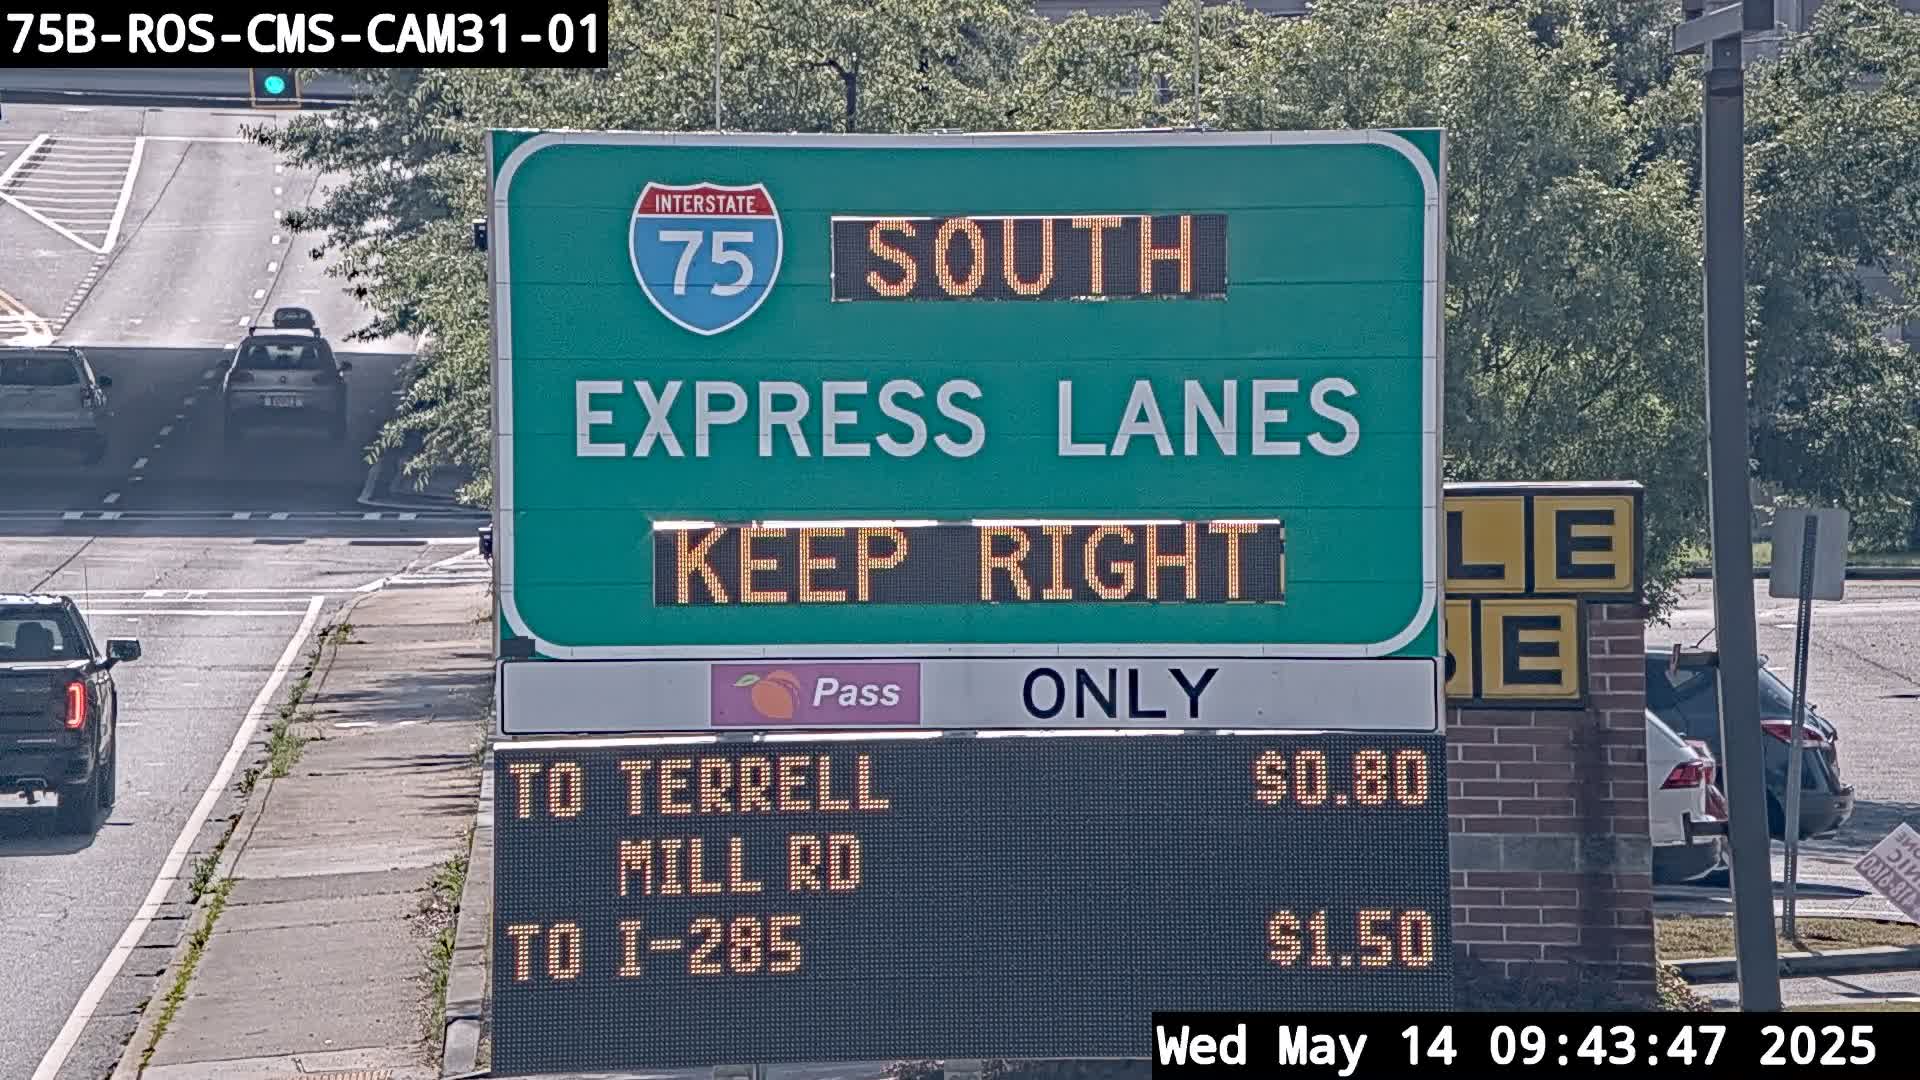 75B-ROS-CMS-CAM31-01
INTERSTATE
75
SOUTH
EXPRESS LANES
KEEP RIGHT
LE
E
Pass ONLY
TO TERRELL $0.80
MILL RD
TO I-285 $1.50
Wed May 14 09:43:47 2025